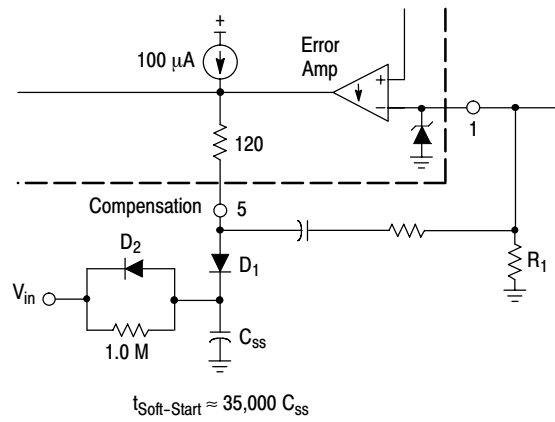 +
100 µA
Error
Amp
+
−
1
120
Compensation
5
D2
D1
R1
Vin
1.0 M
Css
tSoft−Start ≈ 35,000 Css